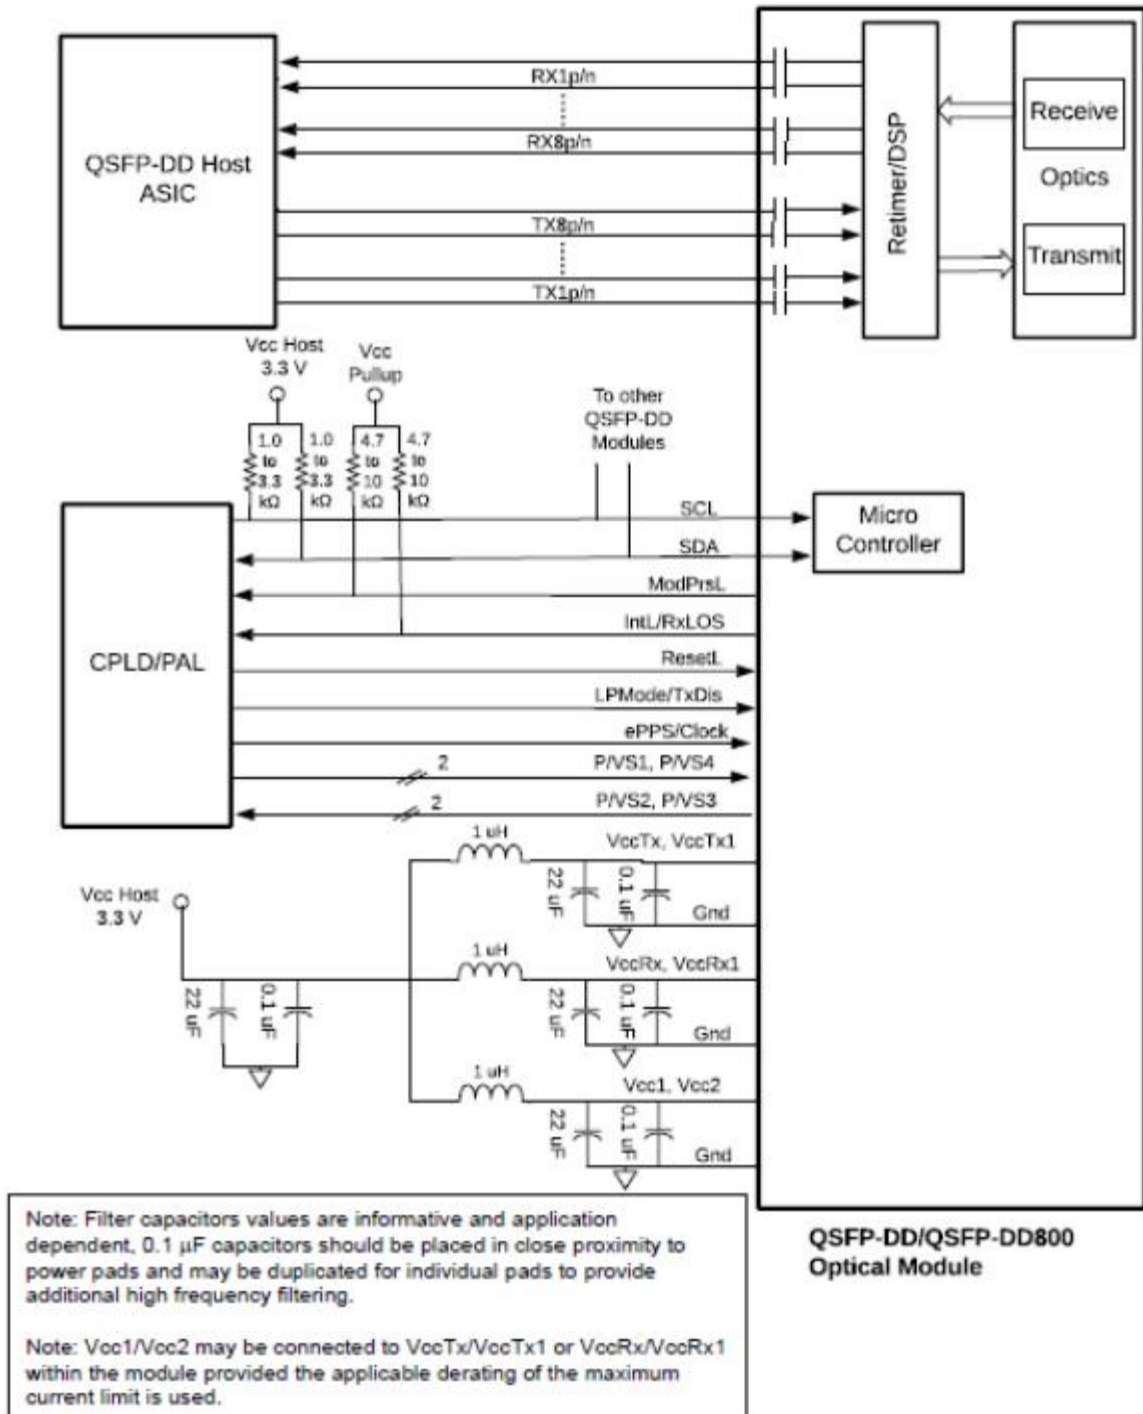 QSFP-DD Host
ASIC
RX1p/n
RX8p/n
TX8p/n
TX1p/n
Retimer/DSP
Receive
Optics
Transmit
Vcc Host
3.3 V
Vcc
Pullup
1.0
to
3.3
kΩ
1.0
to
3.3
kΩ
4.7
to
10
kΩ
4.7
to
10
kΩ
To other
QSFP-DD
Modules
SCL
SDA
ModPrsL
IntL/RxLOS
ResetL
LPMode/TxDis
ePPS/Clock
2
P/VS1, P/VS4
2
P/VS2, P/VS3
CPLD/PAL
Micro
Controller
1 uH
VccTx, VccTx1
22 uF
0.1 uF
Gnd
Vcc Host
3.3 V
22 uF
0.1 uF
1 uH
VccRx, VccRx1
22 uF
0.1 uF
Gnd
1 uH
Vcc1, Vcc2
22 uF
0.1 uF
Gnd
QSFP-DD/QSFP-DD800
Optical Module
Note: Filter capacitors values are informative and application
dependent, 0.1 µF capacitors should be placed in close proximity to
power pads and may be duplicated for individual pads to provide
additional high frequency filtering.
Note: Vcc1/Vcc2 may be connected to VccTx/VccTx1 or VccRx/VccRx1
within the module provided the applicable derating of the maximum
current limit is used.